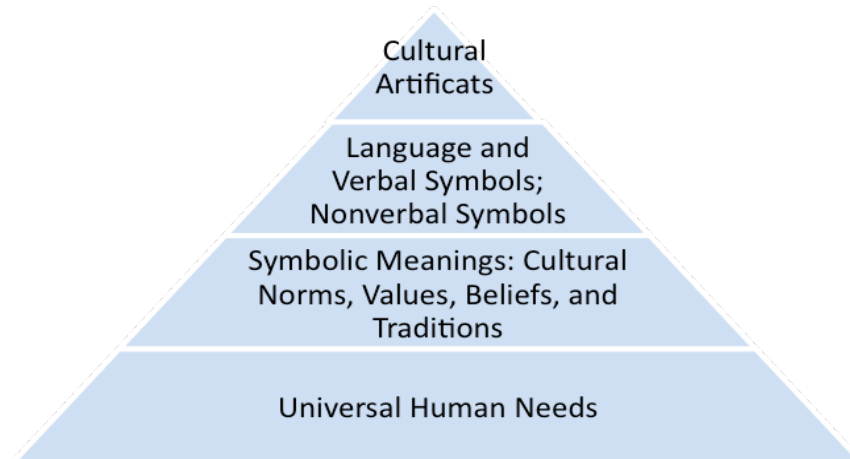 Cultural
Artificats
Language and
Verbal Symbols;
Nonverbal Symbols
Symbolic Meanings: Cultural
Norms, Values, Beliefs, and
Traditions
Universal Human Needs